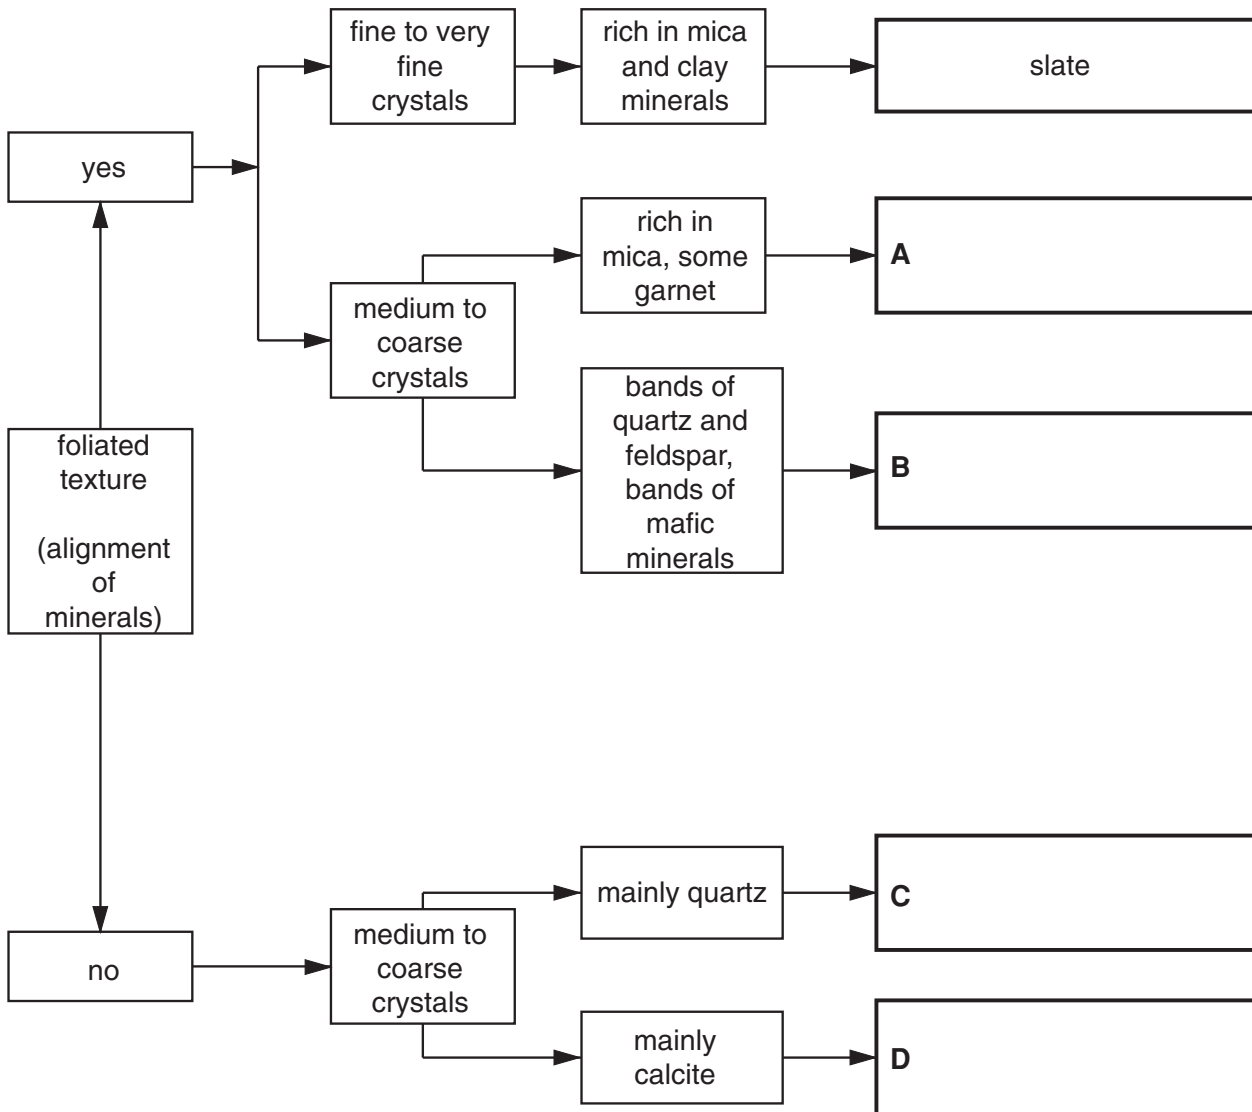 fine to very
fine
crystals
rich in mica
and clay
minerals
slate
yes
rich in
mica, some
garnet
A
medium to
coarse
crystals
bands of
quartz and
feldspar,
bands of
mafic
minerals
B
foliated
texture
(alignment
of
minerals)
mainly quartz
C
no
medium to
coarse
crystals
mainly
calcite
D